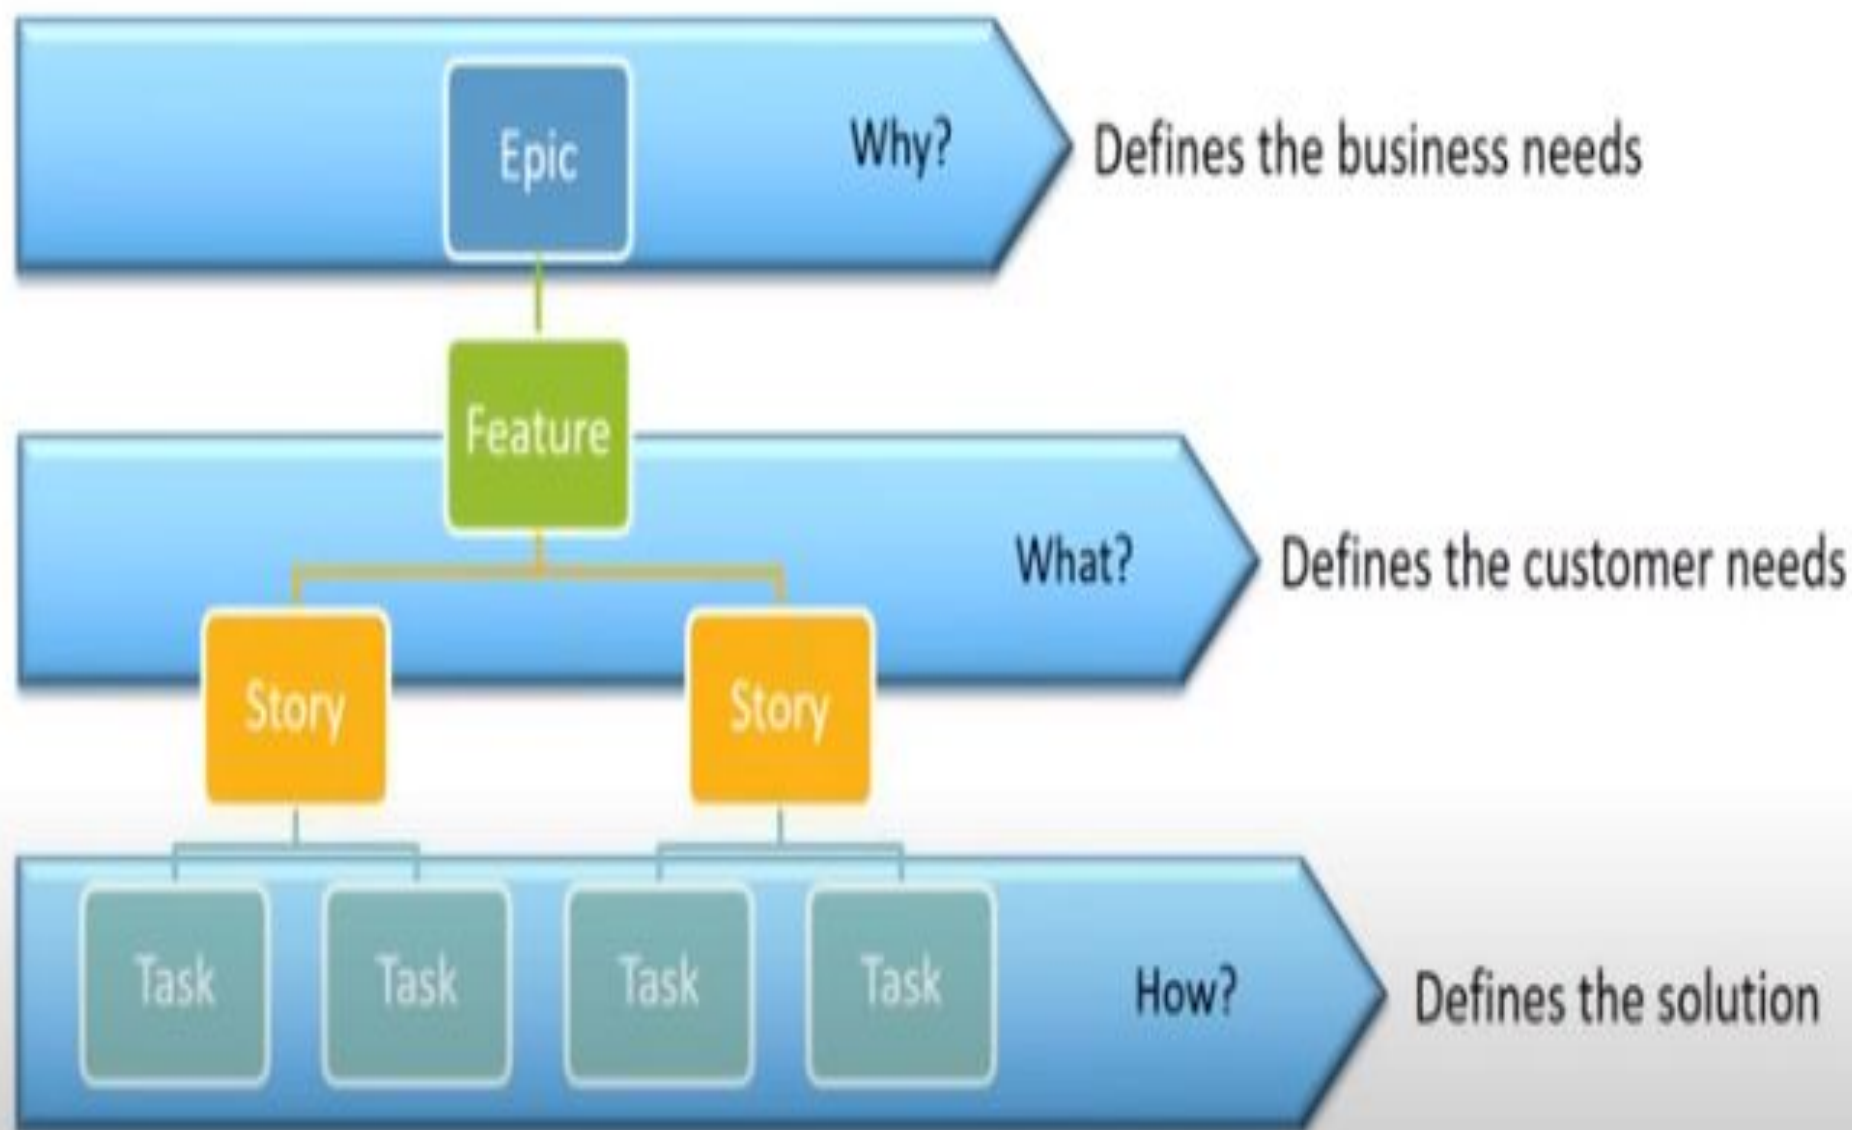 Epic
Why?
Defines the business needs
Feature
What?
Defines the customer needs
Story
Story
Task
Task
Task
Task
How?
Defines the solution